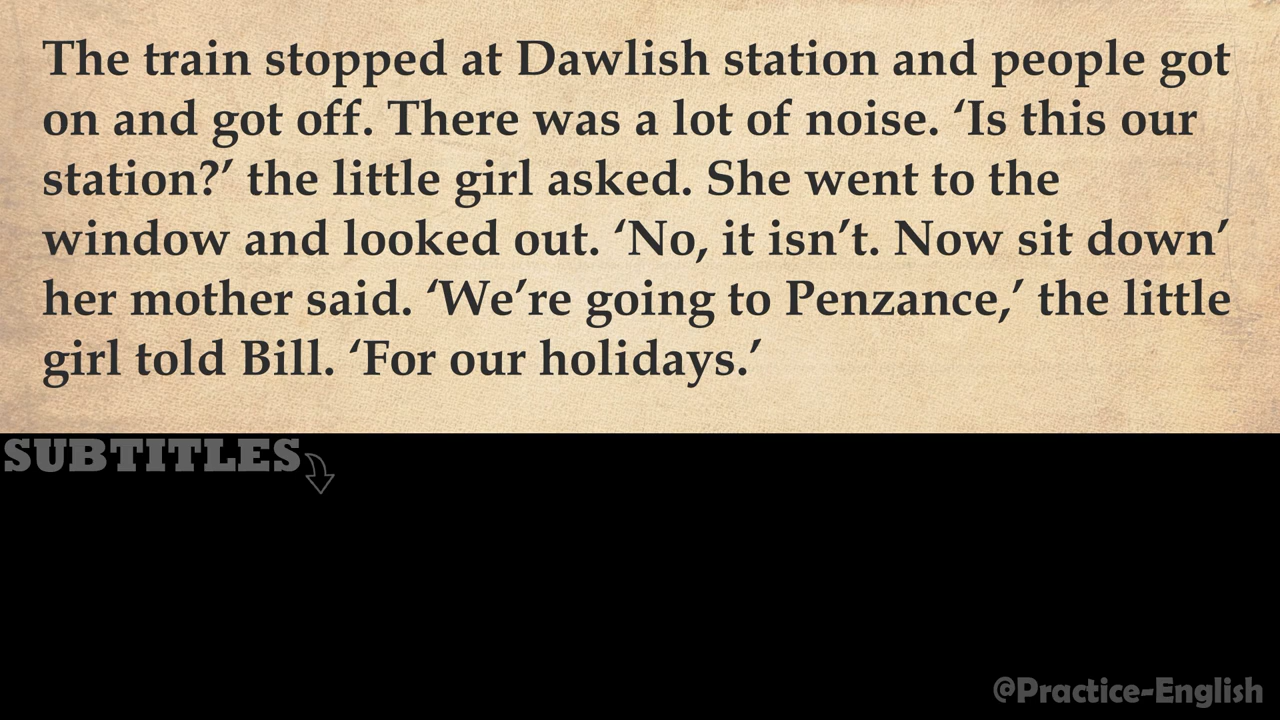 The train stopped at Dawlish station and people got
on and got off. There was a lot of noise. ‘Is this our
station?’ the little girl asked. She went to the
window and looked out. ‘No, it isn’t. Now sit down’
her mother said. ‘We’re going to Penzance,’ the little
girl told Bill. ‘For our holidays.’
SUBTITLES
@Practice-English